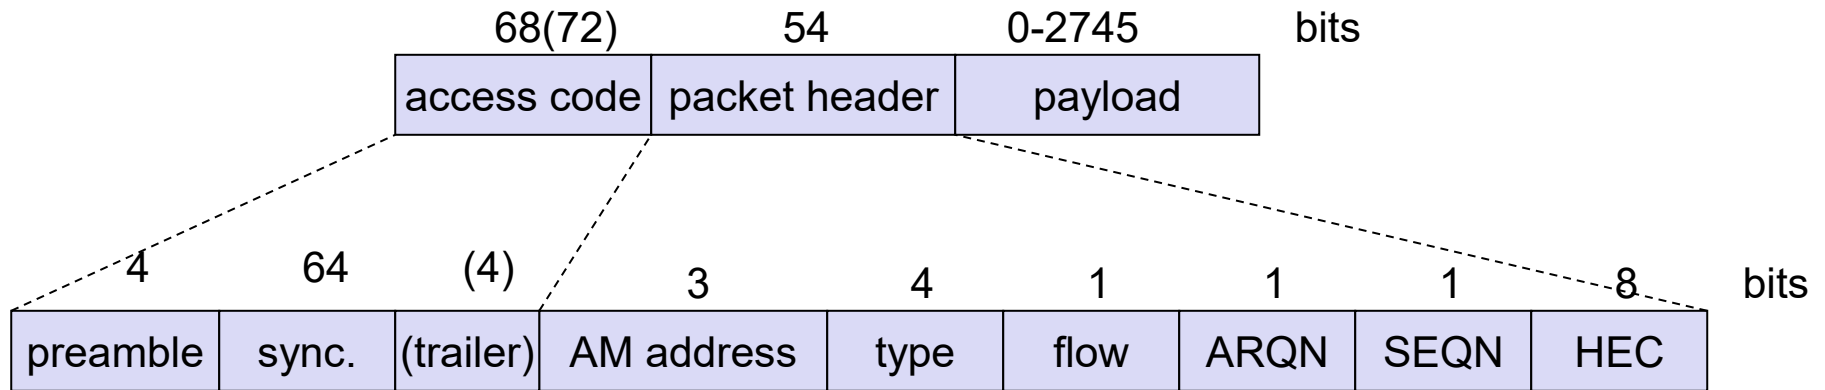 68(72) 54 0-2745 bits
access code packet header payload
4 64 (4) 3 4 1 1 1 8 bits
preamble sync. (trailer) AM address type flow ARQN SEQN HEC